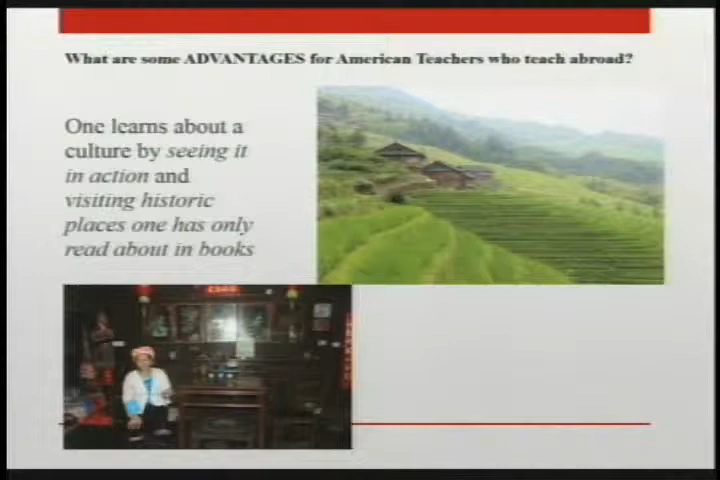 What are some ADVANTAGES for American Teachers who teach abroad?
One learns about a
culture by seeing it
in action and
visiting historic
places one has only
read about in books